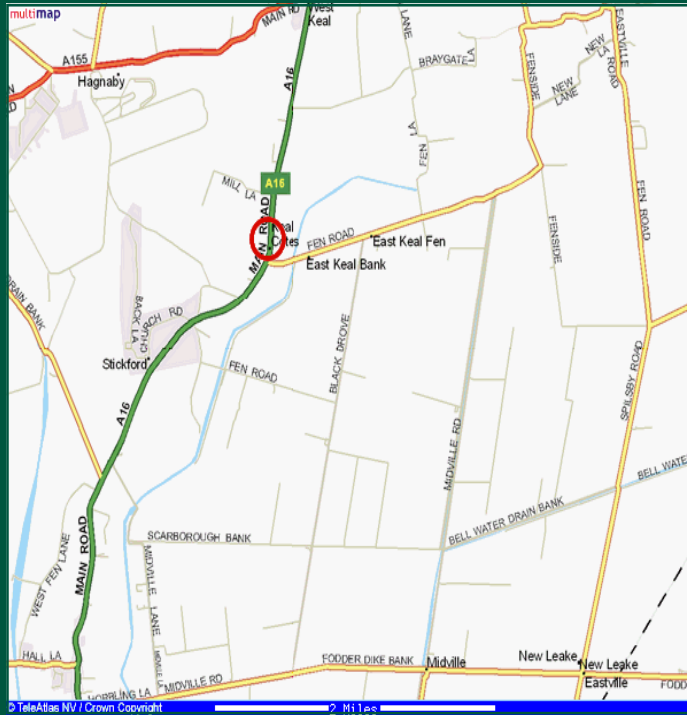 multimap
MAIN RD
West
Keal
A155
Hagnaby
A16
LANE
BRAYGATE LA
FENSIDE
NEW LA
NEW LANE
EASTVILLE
ROAD
FEN LA
MILL LA
A16
MAIN ROAD
Keal
Cotes
FEN ROAD
East Keal Fen
East Keal Bank
FEN ROAD
FENSIDE
DRAIN BANK
BACK LA
CHURCH RD
Stickford
FEN ROAD
BLACK DROVE
SPILSBY ROAD
A16
MIDVILLE RD
BELL WATER
BELL WATER DRAIN BANK
MAIN ROAD
WEST FEN LANE
SCARBOROUGH BANK
MIDVILLE LANE
HALL LA
FODDER DIKE BANK
Midville
New Leake
New Leake
Eastville
FODD
HOBBLING LA
MIDVILLE RD
© TeleAtlas NV / Crown Copyright
2 Miles